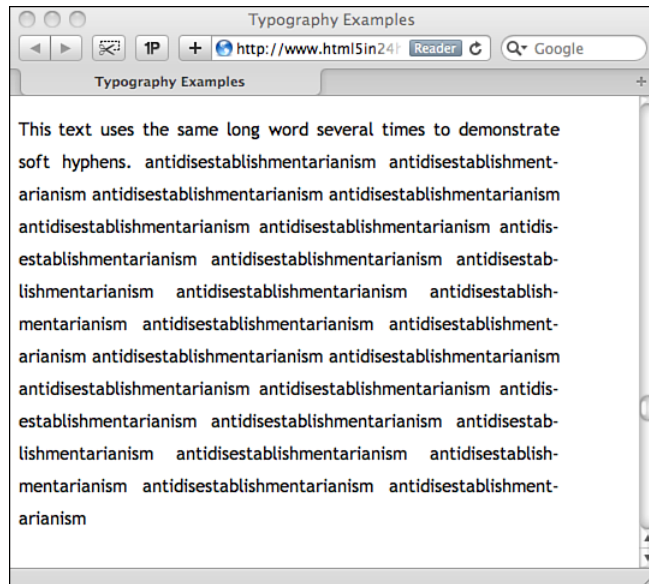 Typography Examples
1P + http://www.html5in24h Reader Google
Typography Examples +
This text uses the same long word several times to demonstrate
soft hyphens. antidisestablishmentarianism antidisestablishment-
arianism antidisestablishmentarianism antidisestablishmentarianism
antidisestablishmentarianism antidisestablishmentarianism antidis-
establishmentarianism antidisestablishmentarianism antidisestab-
lishmentarianism antidisestablishmentarianism antidisestablish-
mentarianism antidisestablishmentarianism antidisestablishment-
arianism antidisestablishmentarianism antidisestablishmentarianism
antidisestablishmentarianism antidisestablishmentarianism antidis-
establishmentarianism antidisestablishmentarianism antidisestab-
lishmentarianism antidisestablishmentarianism antidisestablish-
mentarianism antidisestablishmentarianism antidisestablishment-
arianism